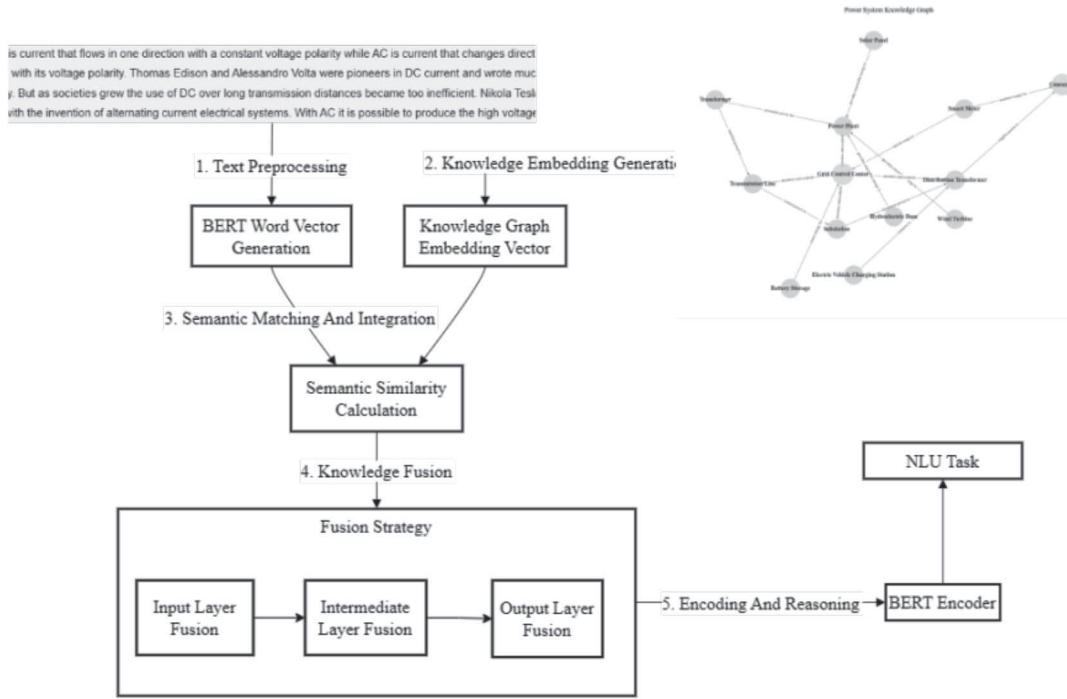 Power System Knowledge Graph
Solar Panel
Transformer
Smart Meter
Power Plant
Transmission Line
Grid Control Center
Distribution Transformer
Substation
Hydroelectric Dam
Wind Turbine
Electric Vehicle Charging Station
Battery Storage
is current that flows in one direction with a constant voltage polarity while AC is current that changes direct
with its voltage polarity. Thomas Edison and Alessandro Volta were pioneers in DC current and wrote muc
y. But as societies grew the use of DC over long transmission distances became too inefficient. Nikola Tesl
with the invention of alternating current electrical systems. With AC it is possible to produce the high voltage
1. Text Preprocessing
2. Knowledge Embedding Generati
BERT Word Vector
Generation
Knowledge Graph
Embedding Vector
3. Semantic Matching And Integration
Semantic Similarity
Calculation
4. Knowledge Fusion
Fusion Strategy
Input Layer
Fusion
Intermediate
Layer Fusion
Output Layer
Fusion
5. Encoding And Reasoning
BERT Encoder
NLU Task